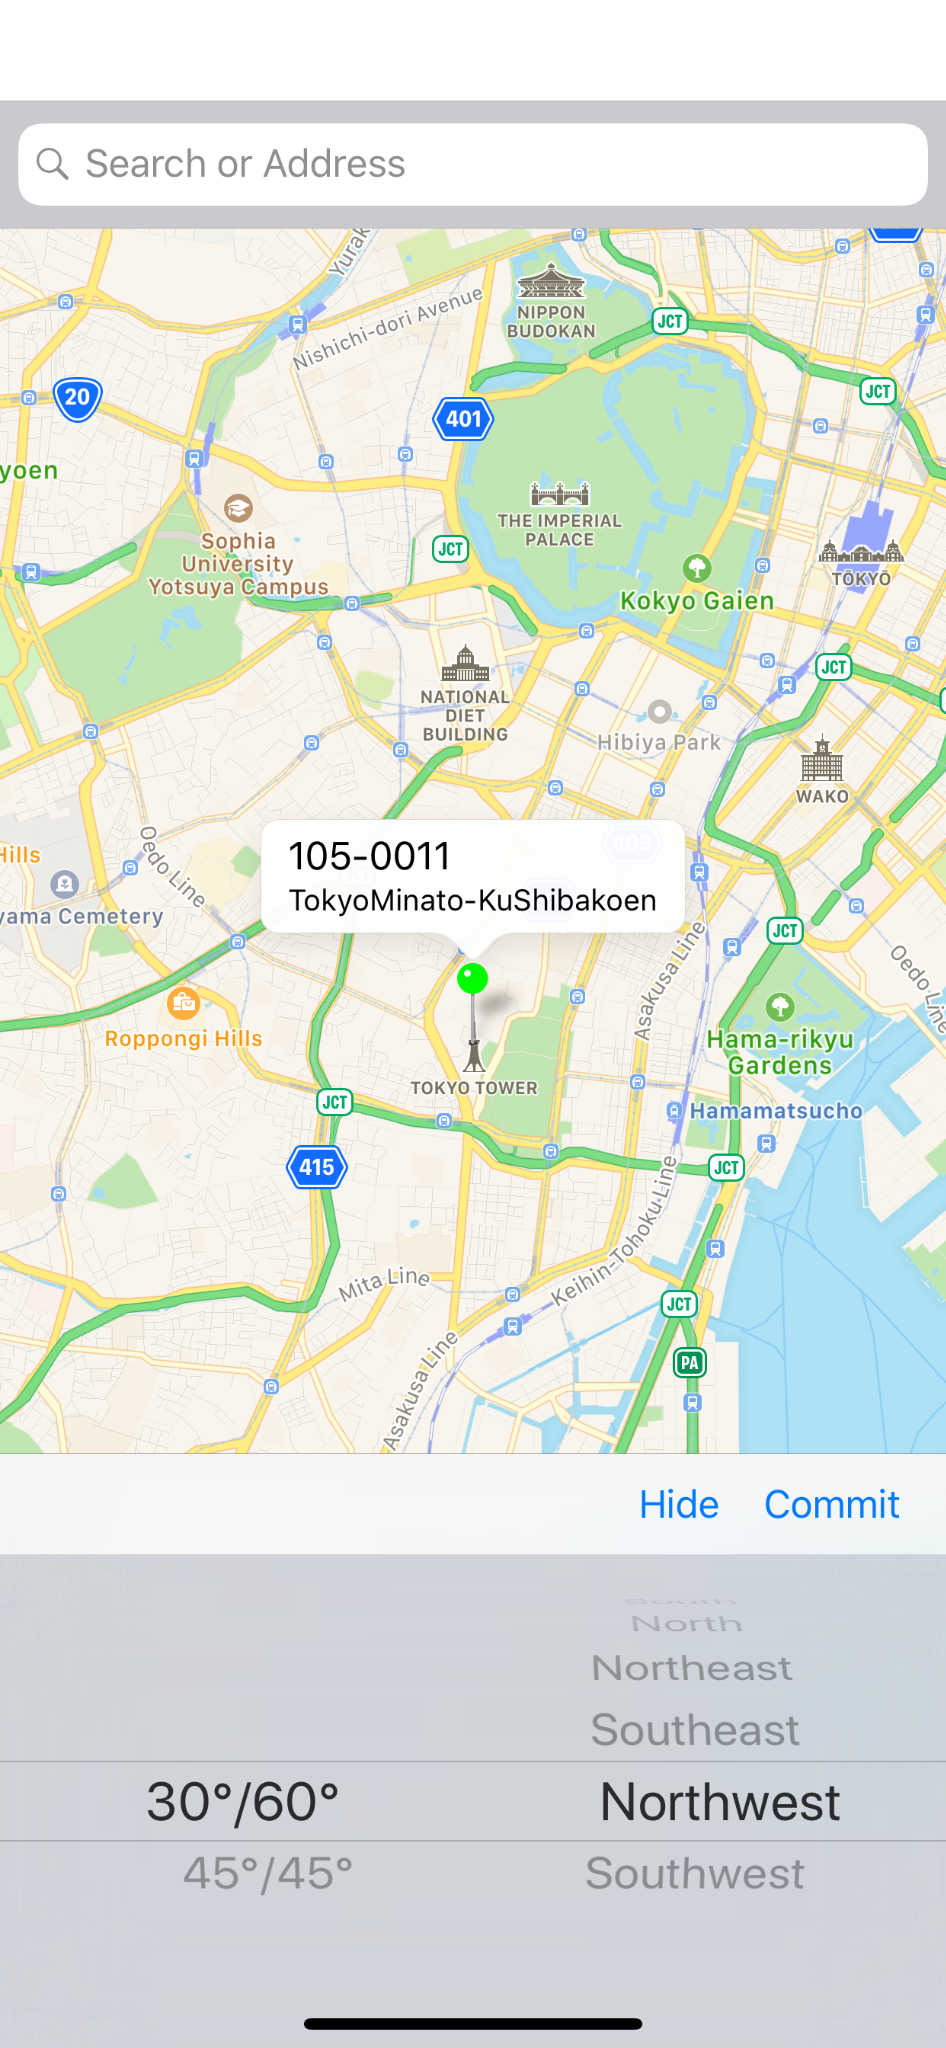 Search or Address
Yurak
NIPPON
BUDOKAN
Nishichi-dori Avenue
JCT
JCT
20
401
yoen
THE IMPERIAL
PALACE
Sophia
University
Yotsuya Campus
JCT
TŌKYŌ
Kokyo Gaien
JCT
NATIONAL
DIET
BUILDING
Hibiya Park
WAKO
Oedo Line
409
105-0011
TokyoMinato-KuShibakoen
Hills
yama Cemetery
JCT
Asakusa Line
Oedo Line
Roppongi Hills
Hama-rikyu
Gardens
TOKYO TOWER
JCT
Hamamatsucho
415
JCT
Mita Line
Keihin-Tohoku Line
JCT
Asakusa Line
PA
Hide Commit
South
North
Northeast
Southeast
30°/60° Northwest
45°/45° Southwest